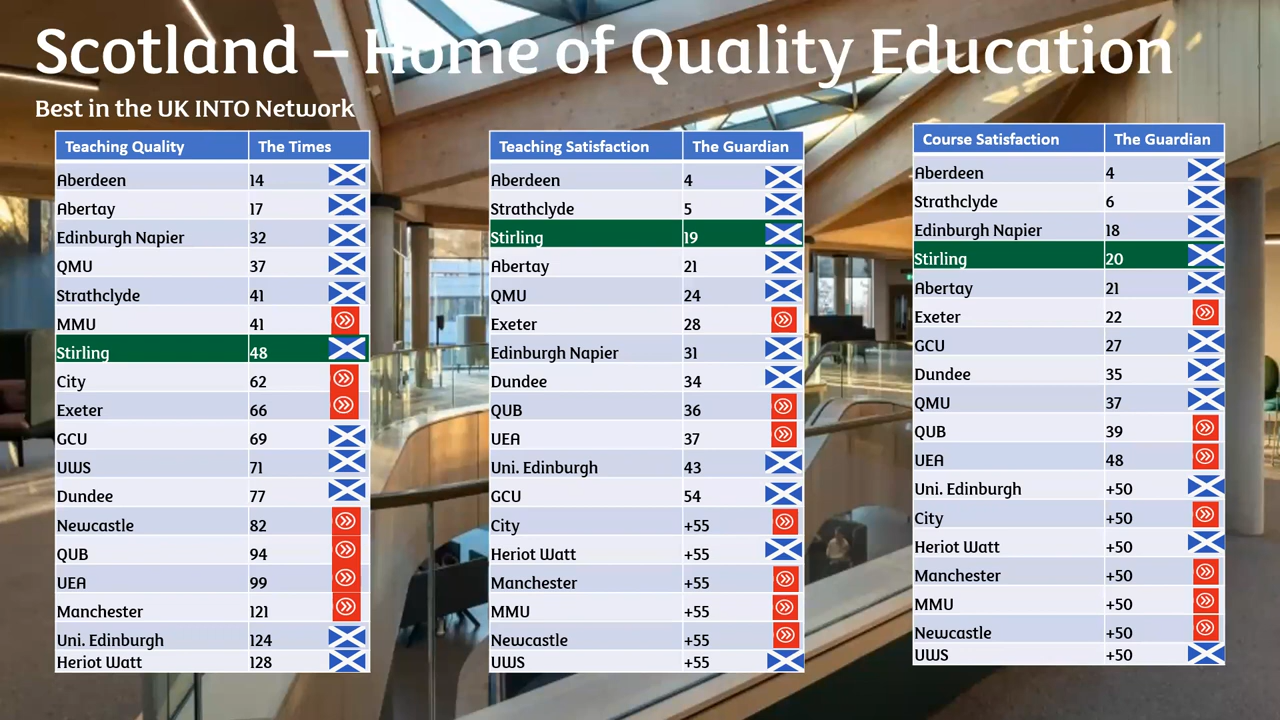 Scotland – Home of Quality Education
Best in the UK INTO Network
Teaching Quality The Times
Aberdeen 14
Abertay 17
Edinburgh Napier 32
QMU 37
Strathclyde 41
MMU 41
Stirling 48
City 62
Exeter 66
GCU 69
UWS 71
Dundee 77
Newcastle 82
QUB 94
UEA 99
Manchester 121
Uni. Edinburgh 124
Heriot Watt 128
Teaching Satisfaction The Guardian
Aberdeen 4
Strathclyde 5
Stirling 19
Abertay 21
QMU 24
Exeter 28
Edinburgh Napier 31
Dundee 34
QUB 36
UEA 37
Uni. Edinburgh 43
GCU 54
City +55
Heriot Watt +55
Manchester +55
MMU +55
Newcastle +55
UWS +55
Course Satisfaction The Guardian
Aberdeen 4
Strathclyde 6
Edinburgh Napier 18
Stirling 20
Abertay 21
Exeter 22
GCU 27
Dundee 35
QMU 37
QUB 39
UEA 48
Uni. Edinburgh +50
City +50
Heriot Watt +50
Manchester +50
MMU +50
Newcastle +50
UWS +50